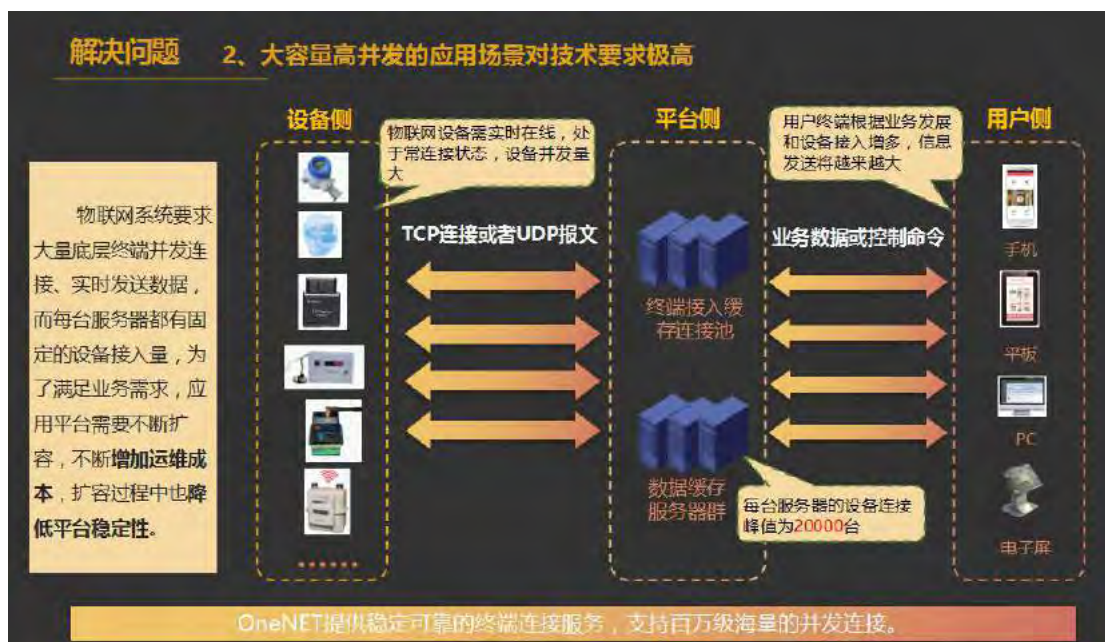 解决问题
2、大容量高并发的应用场景对技术要求极高
物联网系统要求
大量底层终端并发连
接、实时发送数据，
而每台服务器都有固
定的设备接入量，为
了满足业务需求，应
用平台需要不断扩
容，不断增加运维成
本，扩容过程中也降
低平台稳定性。
设备侧
物联网设备需实时在线，处
于常连接状态，设备并发量
大
......
TCP连接或者UDP报文
平台侧
终端接入缓
存连接池
数据缓存
服务器群
每台服务器的设备连接
峰值为20000台
用户终端根据业务发展
和设备接入增多，信息
发送将越来越大
业务数据或控制命令
用户侧
手机
平板
PC
电子屏
OneNET提供稳定可靠的终端连接服务，支持百万级海量的并发连接。